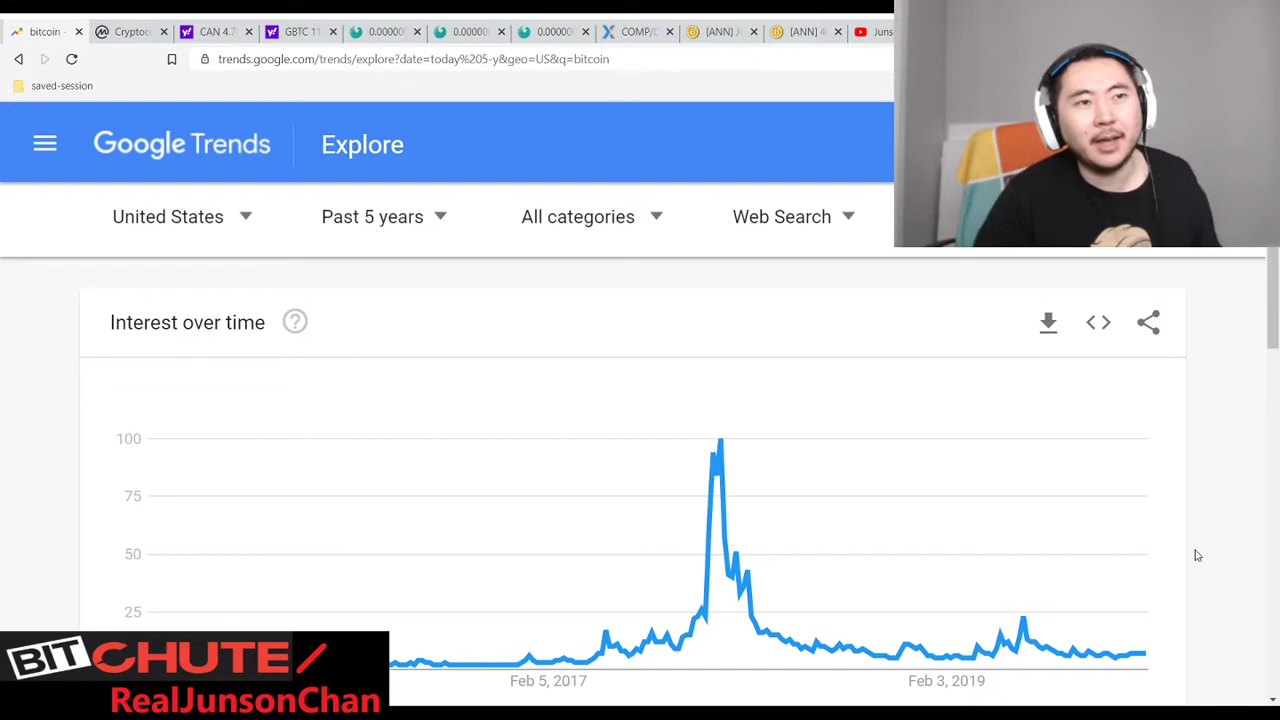 bitcoin - Cryptocu CAN 4.7 GBTC 11 0.00000 0.00000 0.00000 COMP/ [ANN] J [ANN] 4 Juns
trends.google.com/trends/explore?date=today%205-y&geo=US&q=bitcoin
saved-session
Google Trends Explore
United States Past 5 years All categories Web Search
Interest over time
100
75
50
25
Feb 5, 2017 Feb 3, 2019
BITCHUTE/
RealJunsonChan